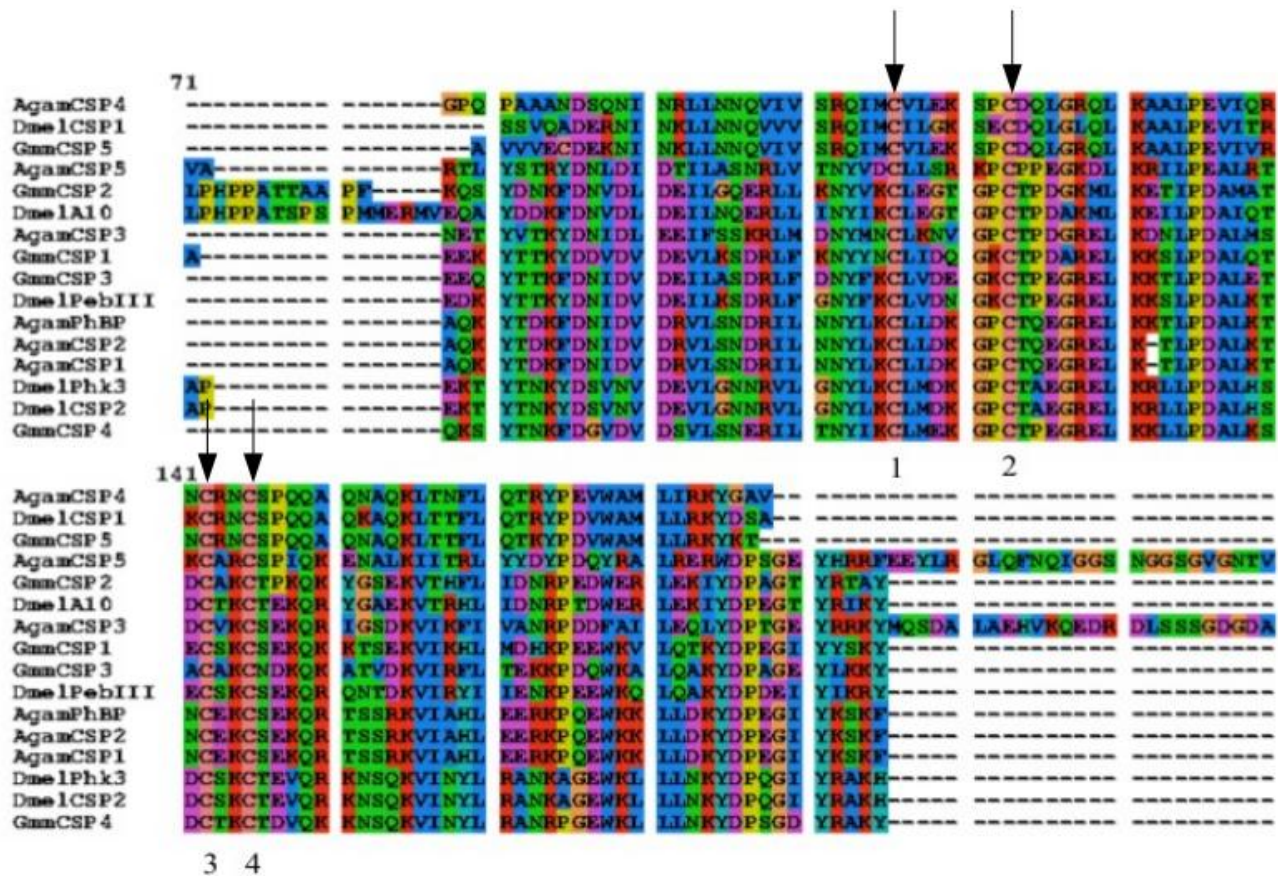 71
AgamCSP4 ---------- -------GPQ PAAANDSQNI NRLLNNQVIV SRQIMCVLEK SPCDQLGRQL KAALPEVIQR
DmelCSP1 ---------- ---------- SSVQADERNI NKLLNNQVVV SRQIMCILGK SECDQLGLQL KAALPEVITR
GmmCSP5 ---------- ---------A VVVECDEKNI NKLLNNQVVV SRQIMCVLEK SPCDQLGRQL KAALPEVIVR
AgamCSP5 VA-------- -------RTL YSTRYDNLDI DTILASNRLV TNYVDCLLSR KPCPPEGKDL KRTLPEALRT
GmmCSP2 LPHPPATTAA PF-----KQS YDNKFDNVDL DEILGQERLL KNYVKCLEGT GPCTPDGKML KETIPDAMAT
DmelA10 LPHPPATSPS PMMERMVEQA YDDKFDNVDL DEILNQERLL INYIKCLEGT GPCTPDAKML KEILPDAIQT
AgamCSP3 ---------- -------NET YVTKYDNIDL EEIFSSKRLM DNYMNCLKNV GPCTPDGREL KDNLPDALMS
GmmCSP1 A--------- -------EEK YTTKYDNIDV DEVLKSDRLF KNYVNCLIDQ GKCTPDAREL KKSLPDALQT
GmmCSP3 ---------- -------EEQ YTTKFDNIDV DEILASDRLF DNYFKCLVDE GKCTPEGREL KKSLPDALKT
DmelPebIII ---------- -------EDK YTTKYDNIDV DEILKSDRLF GNYFKCLVDN GKCTPEGREL KKSLPDALKT
AgamPhBP ---------- -------AQK YTDKFDNIDV DRVLSNDRIL NNYLKCLLDK GPCTQEGREL KKTLPDALKT
AgamCSP2 ---------- -------AQK YTDKFDNIDV DRVLSNDRIL NNYLKCLLDK GPCTQEGREL K-TLPDALKT
AgamCSP1 ---------- -------AQK YTDKFDNIDV DRVLSNDRIL NNYLKCLLDK GPCTQEGREL K-TLPDALKT
DmelPhk3 AP-------- -------EKT YTNKYDSVNV DEVLGNNRVL GNYLKCLMDK GPCTAEGREL KRLLPDALHS
DmelCSP2 AP-------- -------EKT YTNKYDSVNV DEVLGNNRVL GNYLKCLMDK GPCTAEGREL KRLLPDALHS
GmmCSP4 ---------- -------QKS YTNKFDGVDV DSVLSNERIL TNYIKCLMEK GPCTPEGREL KKLLPDALKS
1 2
141
AgamCSP4 NCRNCSPQQA QNAQKLTNFL QTRYPEVWAM LIRKYGAV-- ---------- ---------- ----------
DmelCSP1 KCRNCSPQQA QKAQKLTTFL QTRYPDVWAM LLRKYDSA-- ---------- ---------- ----------
GmmCSP5 NCRNCSPQQA QNAQKLTTFL QTKYPDVWAM LLRKYKT--- ---------- ---------- ----------
AgamCSP5 KCARCSPIQK ENALKIITRL YYDYPDQYRA LRERWDPSGE YHRRFEEYLR GLQFNQIGGS NGGSGVGNTV
GmmCSP2 DCAKCTPKQK YGSEKVTHFL IDNRPEDWER LEKIYDPAGT YRTAY----- ---------- ----------
DmelA10 DCTKCTEKQR YGAEKVTRHL IDNRPTDWER LEKIYDPEGT YRIKY----- ---------- ----------
AgamCSP3 DCVKCSEKQR IGSDKVIKFI VANRPDDFAI LEQLYDPTGE YRRKYMQSDA LAEHVKQEDR DLSSSGDGDA
GmmCSP1 ECSKCSEKQK KTSEKVIHYL MDHKPEEWKV LQTKYDPEGI YYSKY----- ---------- ----------
GmmCSP3 ACAKCNDKQK ATVDKVIRFL TEKKPDQWKA LQAKYDPAGE YLKKY----- ---------- ----------
DmelPebIII ECSKCSEKQR QNTDKVIRYI IENKPEEWKQ LQAKYDPDEI YIKRY----- ---------- ----------
AgamPhBP NCEKCSEKQR TSSRKVIAHL EERKPQEWKK LLDKYDPEGI YKSKF----- ---------- ----------
AgamCSP2 NCEKCSEKQR TSSRKVIAHL EERKPQEWKK LLDKYDPEGI YKSKF----- ---------- ----------
AgamCSP1 NCEKCSEKQR TSSRKVIAHL EERKPQEWKK LLDKYDPEGI YKSKF----- ---------- ----------
DmelPhk3 DCSKCTEVQR KNSQKVINYL RANKAGEWKL LLNKYDPQGI YRAKH----- ---------- ----------
DmelCSP2 DCSKCTEVQR KNSQKVINYL RANKAGEWKL LLNKYDPQGI YRAKH----- ---------- ----------
GmmCSP4 DCTKCTDVQK KNSQKVINYL RANRPGEWKL LLNKYDPSGD YRAKY----- ---------- ----------
3 4